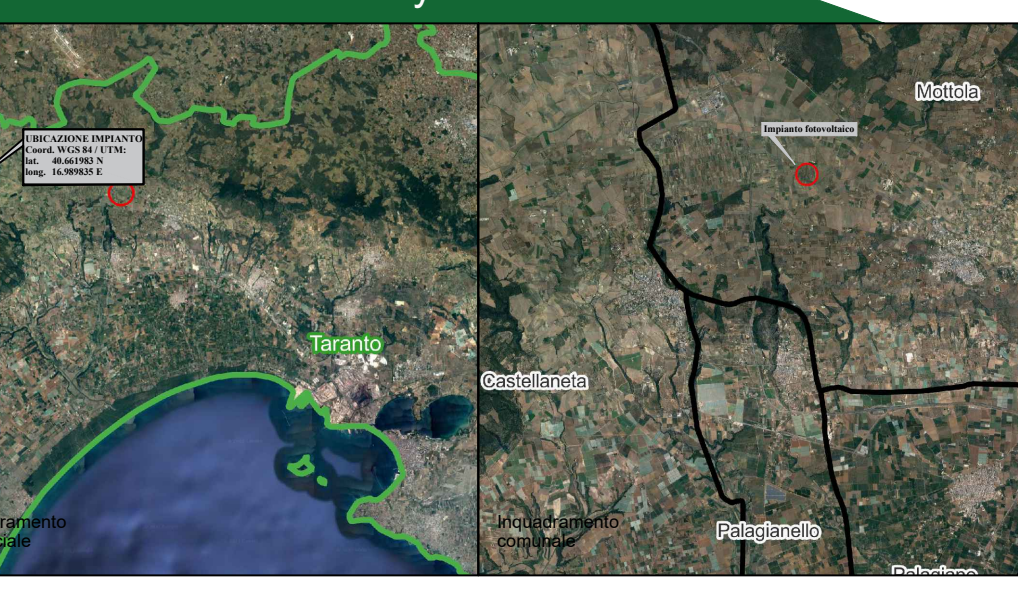 UBICAZIONE IMPIANTO
Coord. WGS 84 / UTM:
lat. 40.661983 N
long. 16.989835 E
Taranto
Mottola
Impianto fotovoltaico
Castellaneta
Inquadramento
comunale
Palagianello